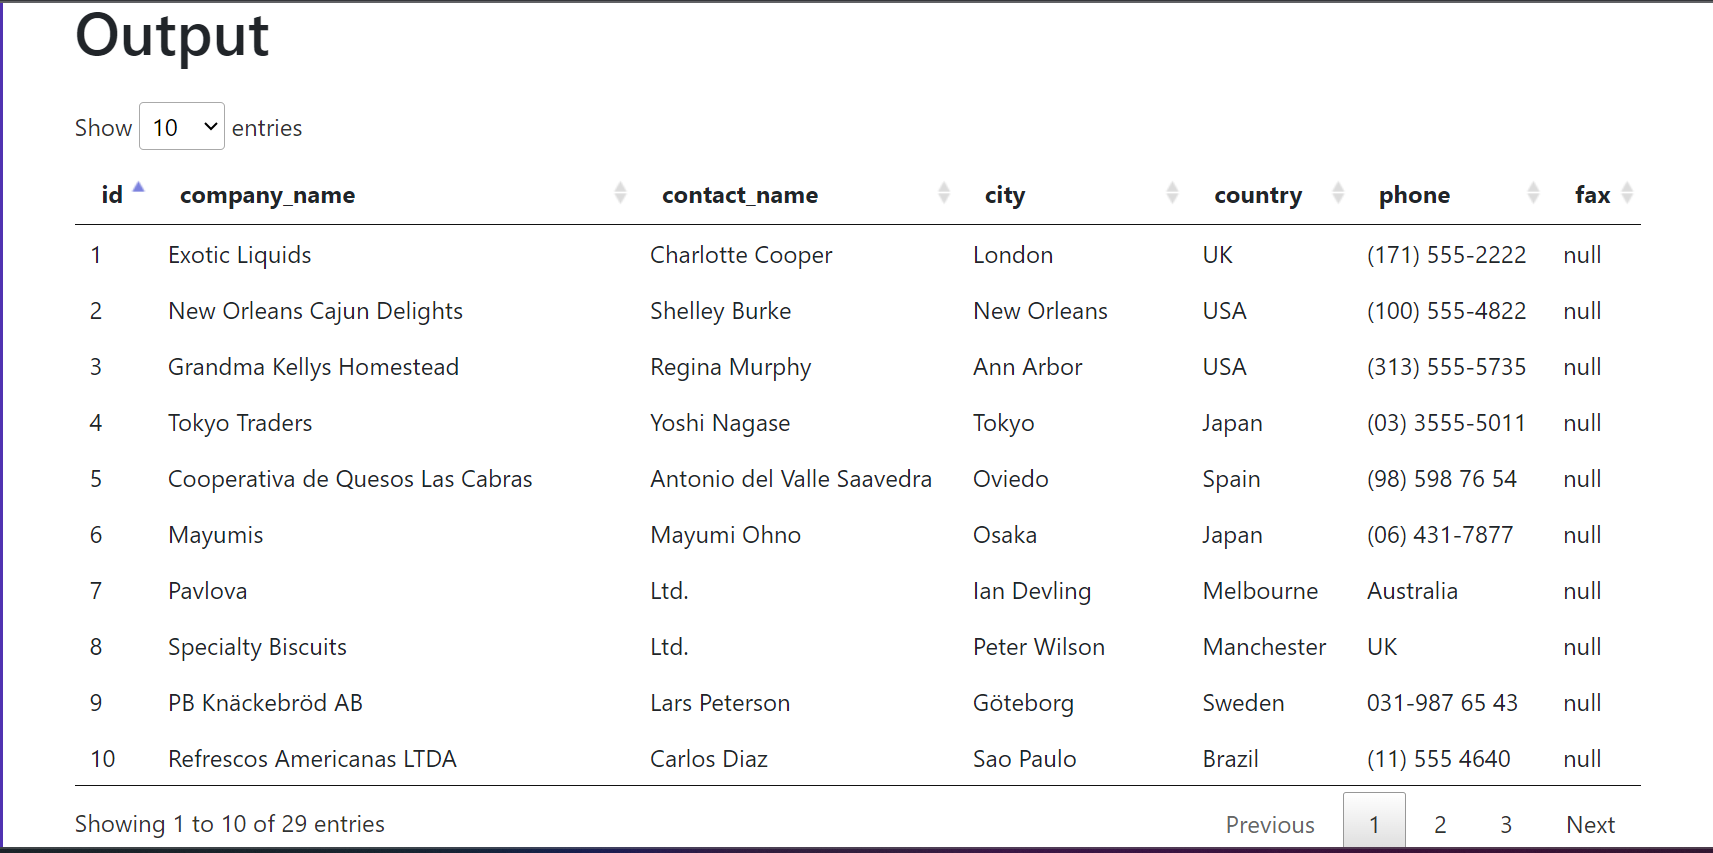 Output
Show 10 entries
id company_name contact_name city country phone fax
1 Exotic Liquids Charlotte Cooper London UK (171) 555-2222 null
2 New Orleans Cajun Delights Shelley Burke New Orleans USA (100) 555-4822 null
3 Grandma Kellys Homestead Regina Murphy Ann Arbor USA (313) 555-5735 null
4 Tokyo Traders Yoshi Nagase Tokyo Japan (03) 3555-5011 null
5 Cooperativa de Quesos Las Cabras Antonio del Valle Saavedra Oviedo Spain (98) 598 76 54 null
6 Mayumis Mayumi Ohno Osaka Japan (06) 431-7877 null
7 Pavlova Ltd. Ian Devling Melbourne Australia null
8 Specialty Biscuits Ltd. Peter Wilson Manchester UK null
9 PB Knäckebröd AB Lars Peterson Göteborg Sweden 031-987 65 43 null
10 Refrescos Americanas LTDA Carlos Diaz Sao Paulo Brazil (11) 555 4640 null
Showing 1 to 10 of 29 entries Previous 1 2 3 Next